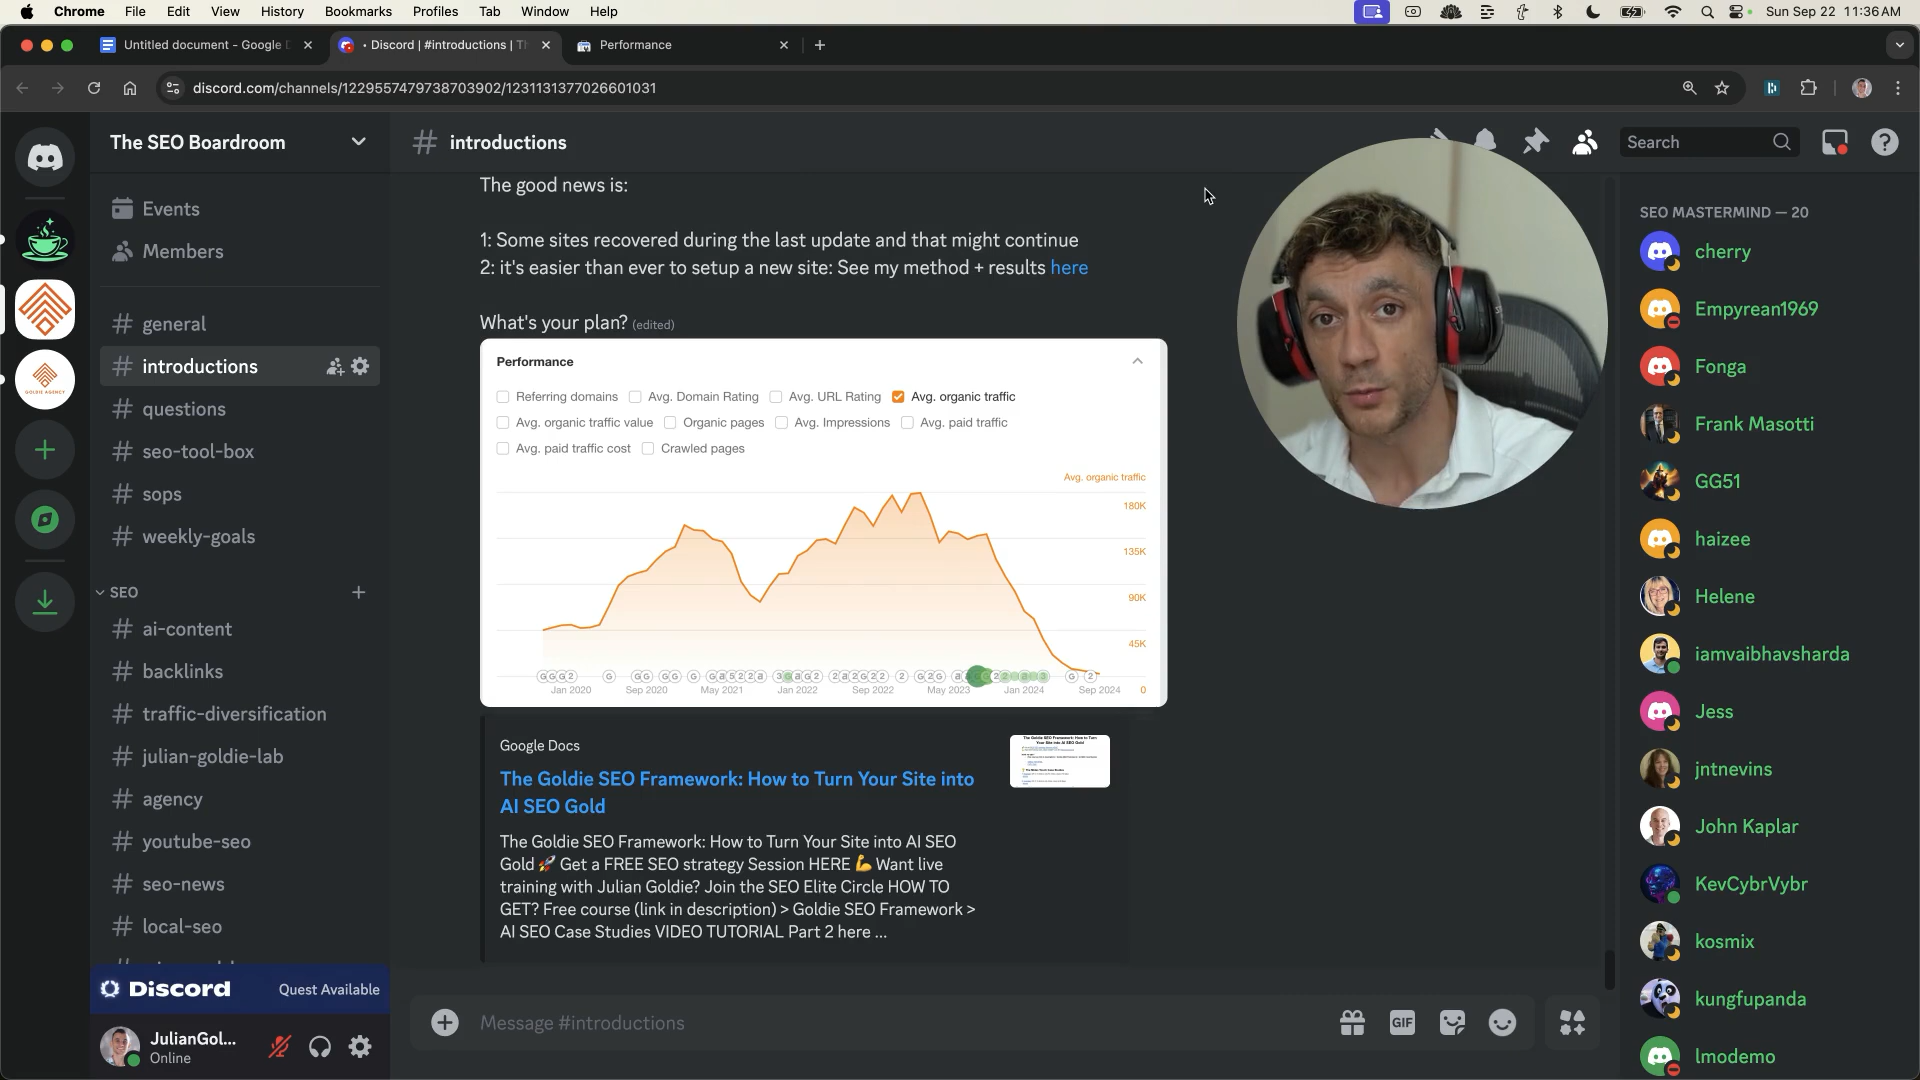 Chrome File Edit View History Bookmarks Profiles Tab Window Help
Sun Sep 22 11:36 AM
Untitled document - Google D
• Discord | #introductions | Th
Performance
discord.com/channels/1229557479738703902/1231131377026601031
The SEO Boardroom
Events
Members
general
introductions
questions
seo-tool-box
sops
weekly-goals
SEO
ai-content
backlinks
traffic-diversification
julian-goldie-lab
agency
youtube-seo
seo-news
local-seo
Discord Quest Available
JulianGol...
Online
# introductions
Search
The good news is:
1: Some sites recovered during the last update and that might continue
2: it's easier than ever to setup a new site: See my method + results here
What's your plan? (edited)
Performance
Referring domains Avg. Domain Rating Avg. URL Rating Avg. organic traffic
Avg. organic traffic value Organic pages Avg. Impressions Avg. paid traffic
Avg. paid traffic cost Crawled pages
Avg. organic traffic
180K
135K
90K
45K
0
Jan 2020 Sep 2020 May 2021 Jan 2022 Sep 2022 May 2023 Jan 2024 Sep 2024
Google Docs
The Goldie SEO Framework: How to Turn Your Site into
AI SEO Gold
The Goldie SEO Framework: How to Turn Your Site into AI SEO
Gold 🚀 Get a FREE SEO strategy Session HERE 💪 Want live
training with Julian Goldie? Join the SEO Elite Circle HOW TO
GET? Free course (link in description) > Goldie SEO Framework >
AI SEO Case Studies VIDEO TUTORIAL Part 2 here ...
Message #introductions
GIF
SEO MASTERMIND — 20
cherry
Empyrean1969
Fonga
Frank Masotti
GG51
haizee
Helene
iamvaibhavsharda
Jess
jntnevins
John Kaplar
KevCybrVybr
kosmix
kungfupanda
lmodemo